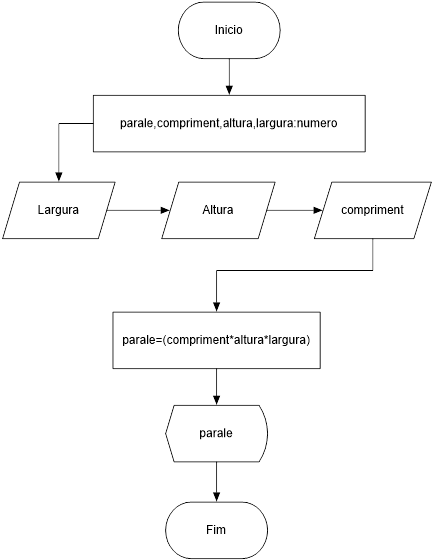 Inicio
parale,compriment,altura,largura:numero
Largura
Altura
compriment
parale=(compriment*altura*largura)
parale
Fim